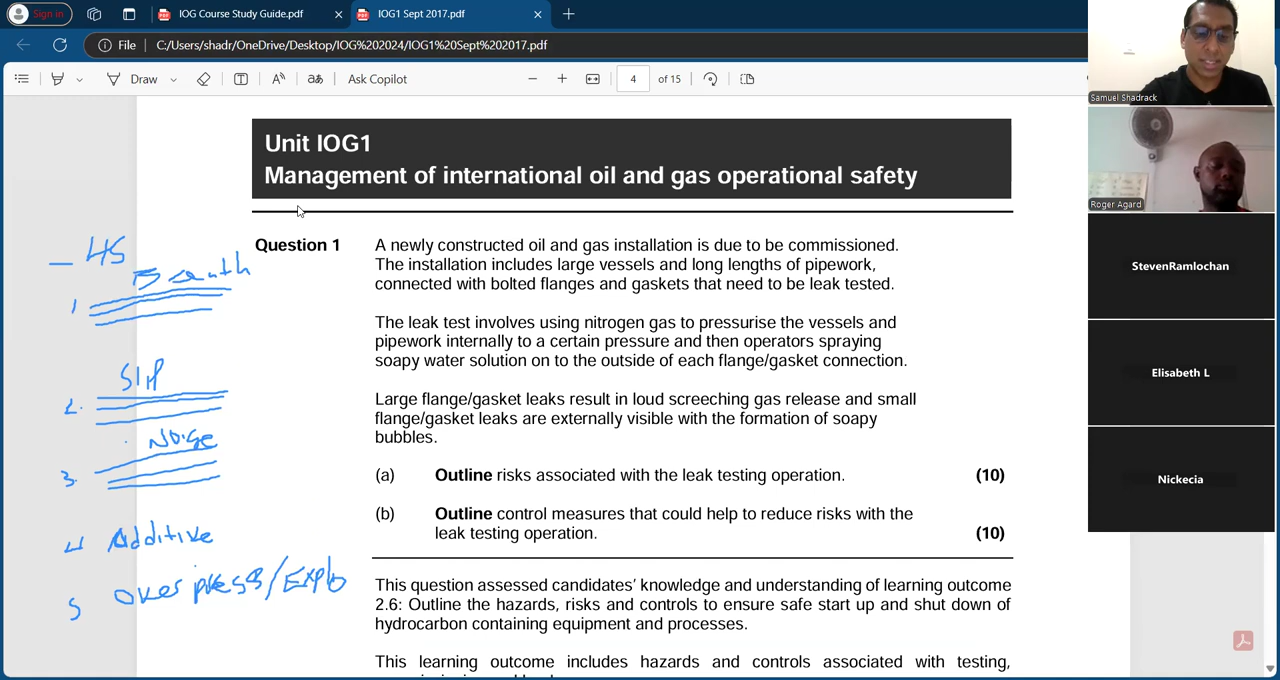 Sign in
IOG Course Study Guide.pdf
IOG1 Sept 2017.pdf
File
C:/Users/shadr/OneDrive/Desktop/IOG%202024/IOG1%20Sept%202017.pdf
Draw
Ask Copilot
4
of 15
Samuel Shadrack
Roger Agard
StevenRamlochan
Elisabeth L
Nickecia
Unit IOG1
Management of international oil and gas operational safety
Question 1
A newly constructed oil and gas installation is due to be commissioned.
The installation includes large vessels and long lengths of pipework,
connected with bolted flanges and gaskets that need to be leak tested.
The leak test involves using nitrogen gas to pressurise the vessels and
pipework internally to a certain pressure and then operators spraying
soapy water solution on to the outside of each flange/gasket connection.
Large flange/gasket leaks result in loud screeching gas release and small
flange/gasket leaks are externally visible with the formation of soapy
bubbles.
(a) Outline risks associated with the leak testing operation. (10)
(b) Outline control measures that could help to reduce risks with the
leak testing operation. (10)
This question assessed candidates' knowledge and understanding of learning outcome
2.6: Outline the hazards, risks and controls to ensure safe start up and shut down of
hydrocarbon containing equipment and processes.
This learning outcome includes hazards and controls associated with testing,
1.
Slip
2.
Noise
3.
4 Additive
5 Over press/Explo